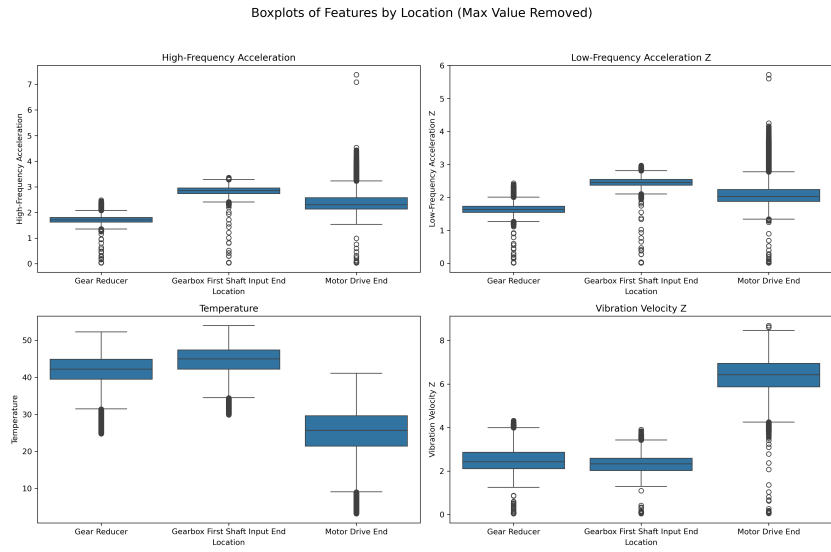 Boxplots of Features by Location (Max Value Removed)
High-Frequency Acceleration
High-Frequency Acceleration
7
6
5
4
3
2
1
0
Gear Reducer Gearbox First Shaft Input End Motor Drive End
Location
Low-Frequency Acceleration Z
Low-Frequency Acceleration Z
6
5
4
3
2
1
0
Gear Reducer Gearbox First Shaft Input End Motor Drive End
Location
Temperature
Temperature
50
40
30
20
10
Gear Reducer Gearbox First Shaft Input End Motor Drive End
Location
Vibration Velocity Z
Vibration Velocity Z
8
6
4
2
0
Gear Reducer Gearbox First Shaft Input End Motor Drive End
Location